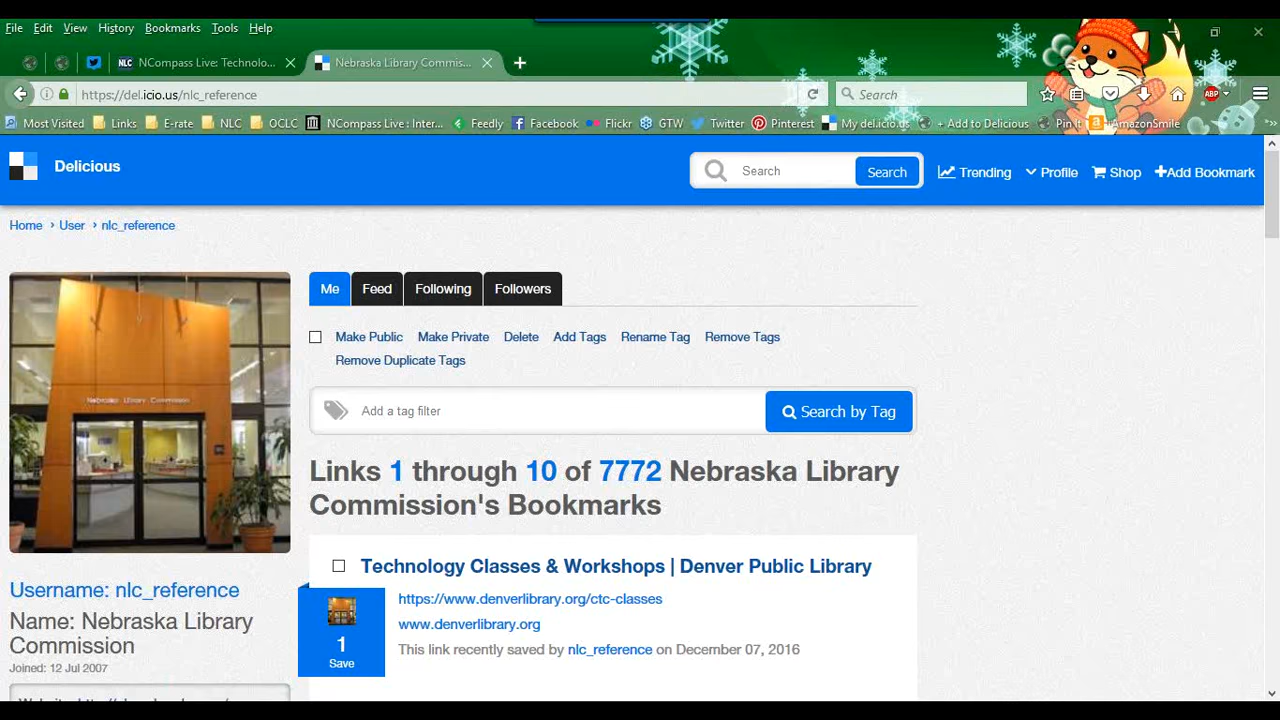 File Edit View History Bookmarks Tools Help
NLC NCompass Live: Technolo... Nebraska Library Commis...
https://del.icio.us/nlc_reference Search ABP
Most Visited Links E-rate NLC OCLC NCompass Live: Inter... Feedly Facebook Flickr GTW Twitter Pinterest My del.icio.us + Add to Delicious Pin It AmazonSmile
Delicious Search Search Trending Profile Shop Add Bookmark
Home User nlc_reference
Me Feed Following Followers
Make Public Make Private Delete Add Tags Rename Tag Remove Tags
Remove Duplicate Tags
Add a tag filter Search by Tag
Nebraska Library Commission
Links 1 through 10 of 7772 Nebraska Library
Commission's Bookmarks
Technology Classes & Workshops | Denver Public Library
Username: nlc_reference
https://www.denverlibrary.org/ctc-classes
Name: Nebraska Library
Commission
www.denverlibrary.org
1
Save
This link recently saved by nlc_reference on December 07, 2016
Joined: 12 Jul 2007